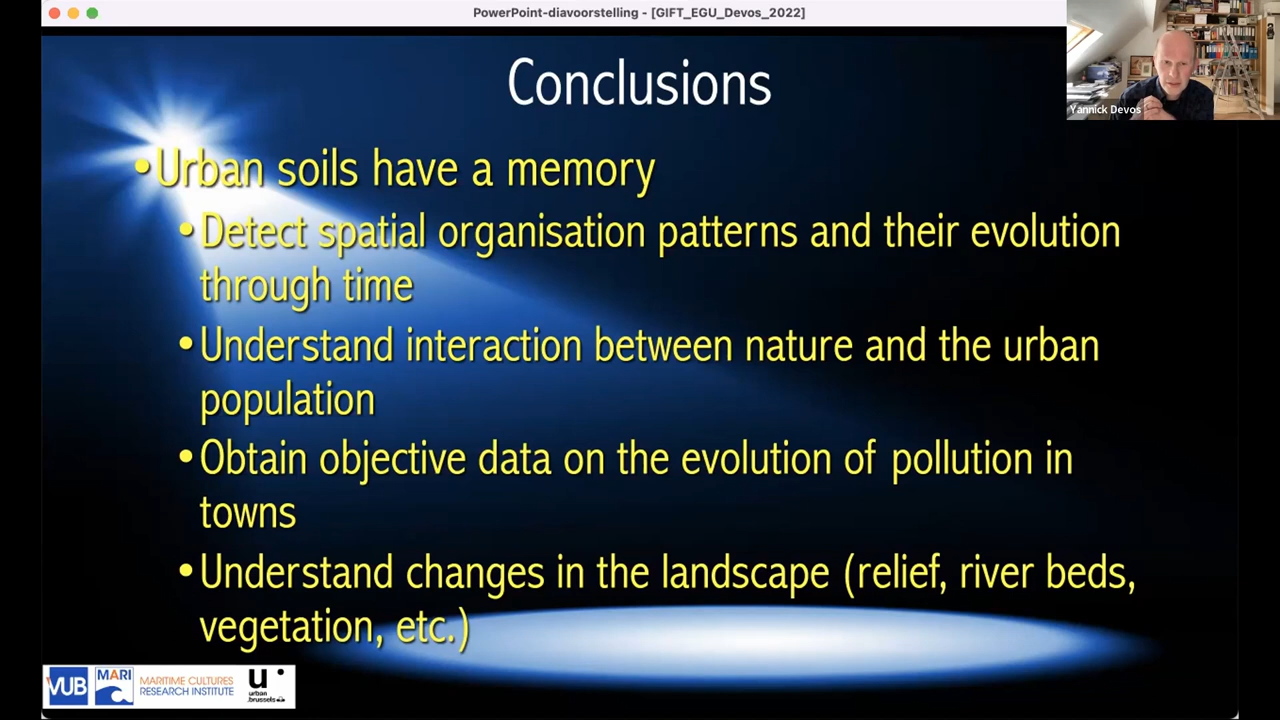 PowerPoint-diavoorstelling - [GIFT_EGU_Devos_2022]
Yannick Devos
Conclusions
•Urban soils have a memory
•Detect spatial organisation patterns and their evolution
through time
•Understand interaction between nature and the urban
population
•Obtain objective data on the evolution of pollution in
towns
•Understand changes in the landscape (relief, river beds,
vegetation, etc.)
VUB
MARI
MARITIME CULTURES
RESEARCH INSTITUTE
u
urban
.brussels